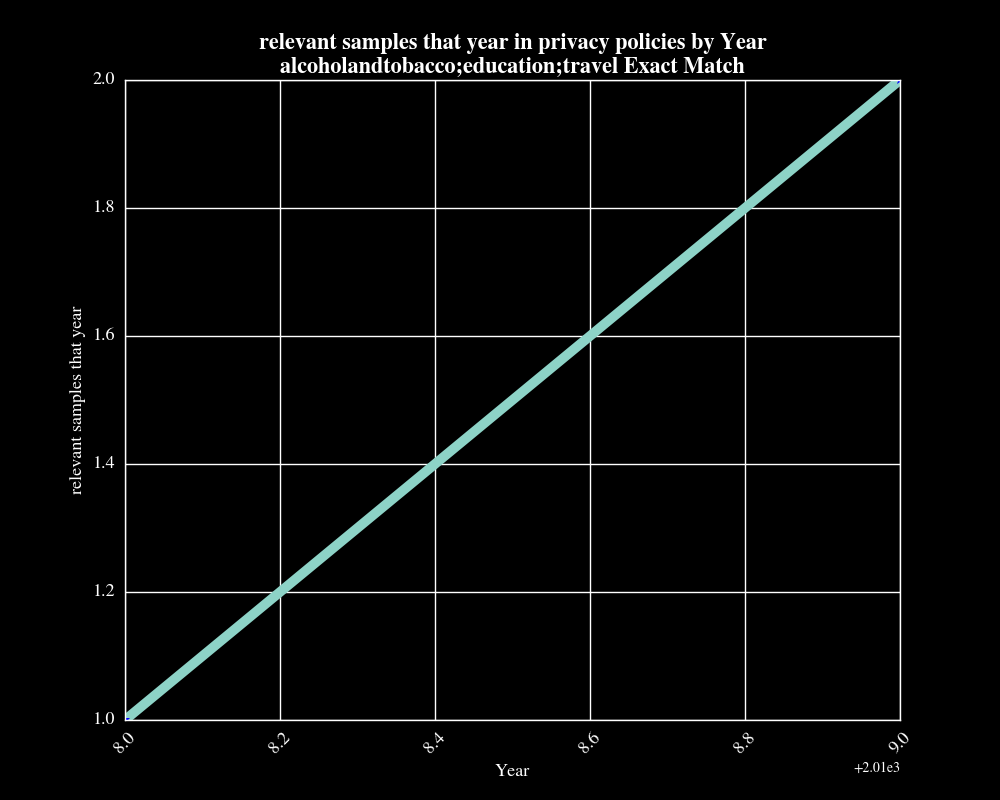 relevant samples that year in privacy policies by Year
alcoholandtobacco;education;travel Exact Match
2.0
1.8
1.6
1.4
1.2
1.0
relevant samples that year
8.0
8.2
8.4
8.6
8.8
9.0
Year
+2.01e3